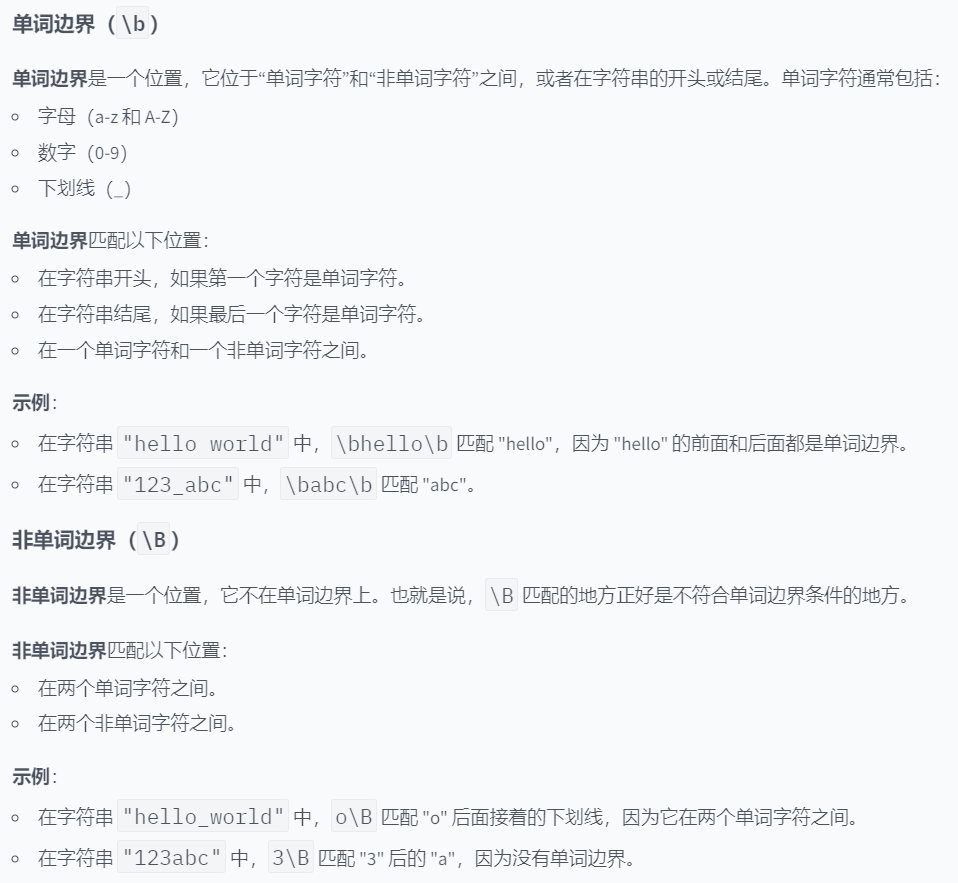 单词边界（\b）
单词边界是一个位置，它位于“单词字符”和“非单词字符”之间，或者在字符串的开头或结尾。单词字符通常包括：
字母（a-z 和 A-Z）
数字（0-9）
下划线（_）
单词边界匹配以下位置：
在字符串开头，如果第一个字符是单词字符。
在字符串结尾，如果最后一个字符是单词字符。
在一个单词字符和一个非单词字符之间。
示例：
在字符串 "hello world" 中， \bhello\b 匹配 "hello"，因为 "hello" 的前面和后面都是单词边界。
在字符串 "123_abc" 中， \babc\b 匹配 "abc"。
非单词边界（\B）
非单词边界是一个位置，它不在单词边界上。也就是说， \B 匹配的地方正好是不符合单词边界条件的地方。
非单词边界匹配以下位置：
在两个单词字符之间。
在两个非单词字符之间。
示例：
在字符串 "hello_world" 中， o\B 匹配 "o" 后面接着的下划线，因为它在两个单词字符之间。
在字符串 "123abc" 中， 3\B 匹配 "3" 后的 "a"，因为没有单词边界。